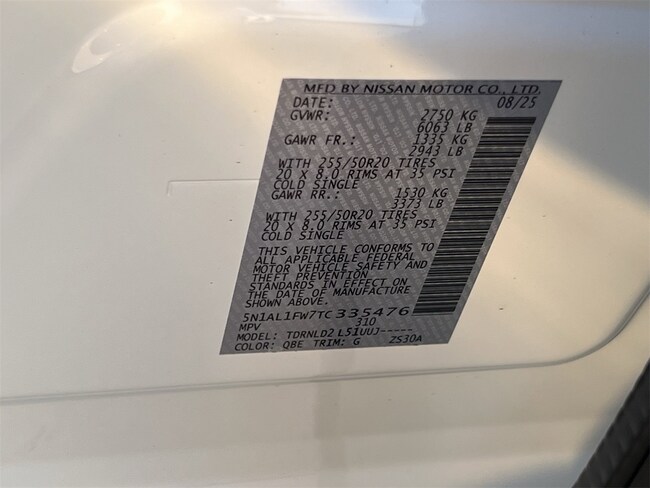 MFD BY NISSAN MOTOR CO., LTD.
DATE: 08/25
GVWR: 2750 KG
6063 LB
GAWR FR.: 1335 KG
2943 LB
WITH 255/50R20 TIRES
20 X 8.0 RIMS AT 35 PSI
COLD SINGLE
GAWR RR.: 1530 KG
3373 LB
WITH 255/50R20 TIRES
20 X 8.0 RIMS AT 35 PSI
COLD SINGLE
THIS VEHICLE CONFORMS TO
ALL APPLICABLE FEDERAL
MOTOR VEHICLE SAFETY AND
THEFT PREVENTION
STANDARDS IN EFFECT ON
THE DATE OF MANUFACTURE
SHOWN ABOVE.
5N1AL1FW7TC335476
MPV 310
MODEL: TDRNLD2 L51UUJ-----
COLOR: QBE TRIM: G ZS30A